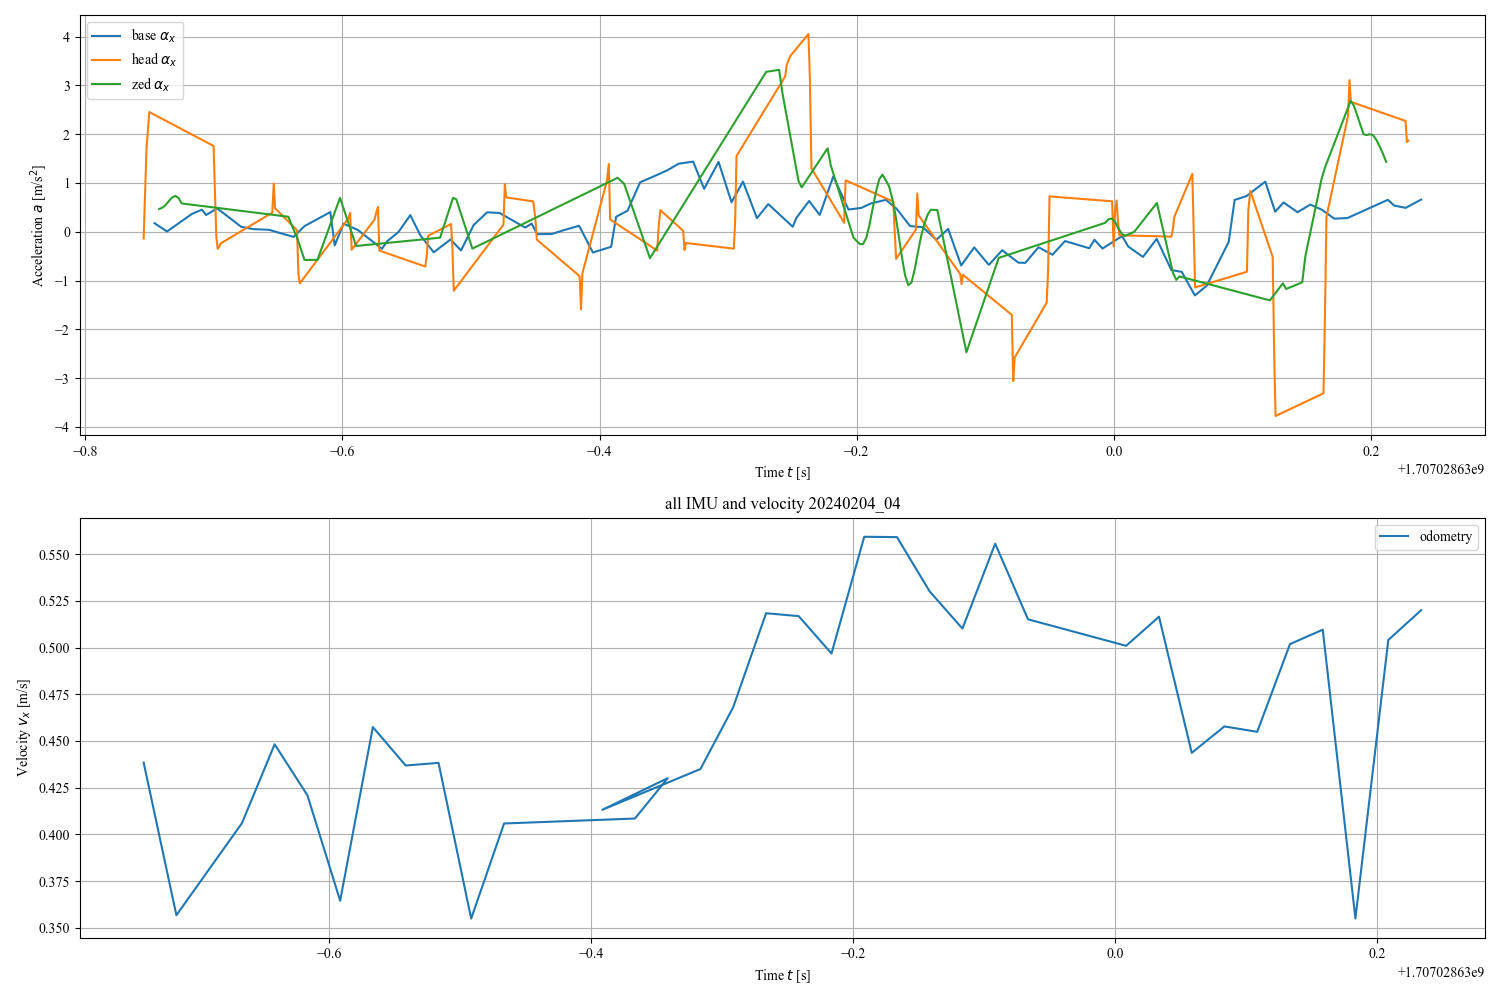 base αx
head αx
zed αx
4
3
2
1
0
−1
−2
−3
−4
Acceleration a [m/s²]
−0.8 −0.6 −0.4 −0.2 0.0 0.2
Time t [s]
+1.70702863e9
all IMU and velocity 20240204_04
odometry
0.550
0.525
0.500
0.475
0.450
0.425
0.400
0.375
0.350
Velocity vx [m/s]
−0.6 −0.4 −0.2 0.0 0.2
Time t [s]
+1.70702863e9